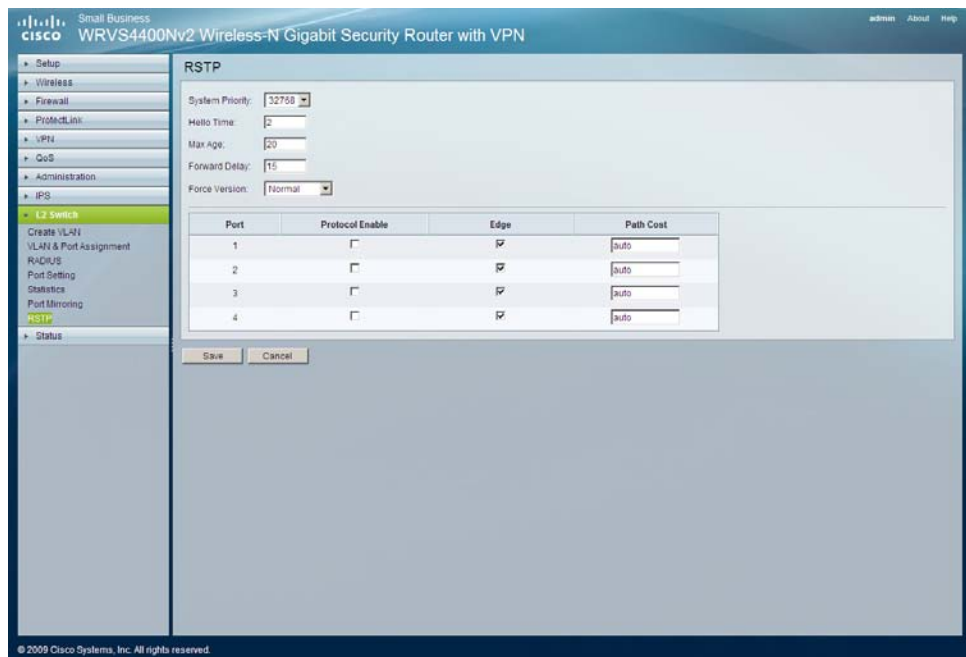 Small Business
CISCO WRVS4400Nv2 Wireless-N Gigabit Security Router with VPN
admin About Help
Setup
Wireless
Firewall
ProtectLink
VPN
QoS
Administration
IPS
L2 Switch
Create VLAN
VLAN & Port Assignment
RADIUS
Port Setting
Statistics
Port Mirroring
RSTP
Status
RSTP
System Priority: 32768
Hello Time: 2
Max Age: 20
Forward Delay: 15
Force Version: Normal
Port Protocol Enable Edge Path Cost
1 auto
2 auto
3 auto
4 auto
Save Cancel
© 2009 Cisco Systems, Inc. All rights reserved.